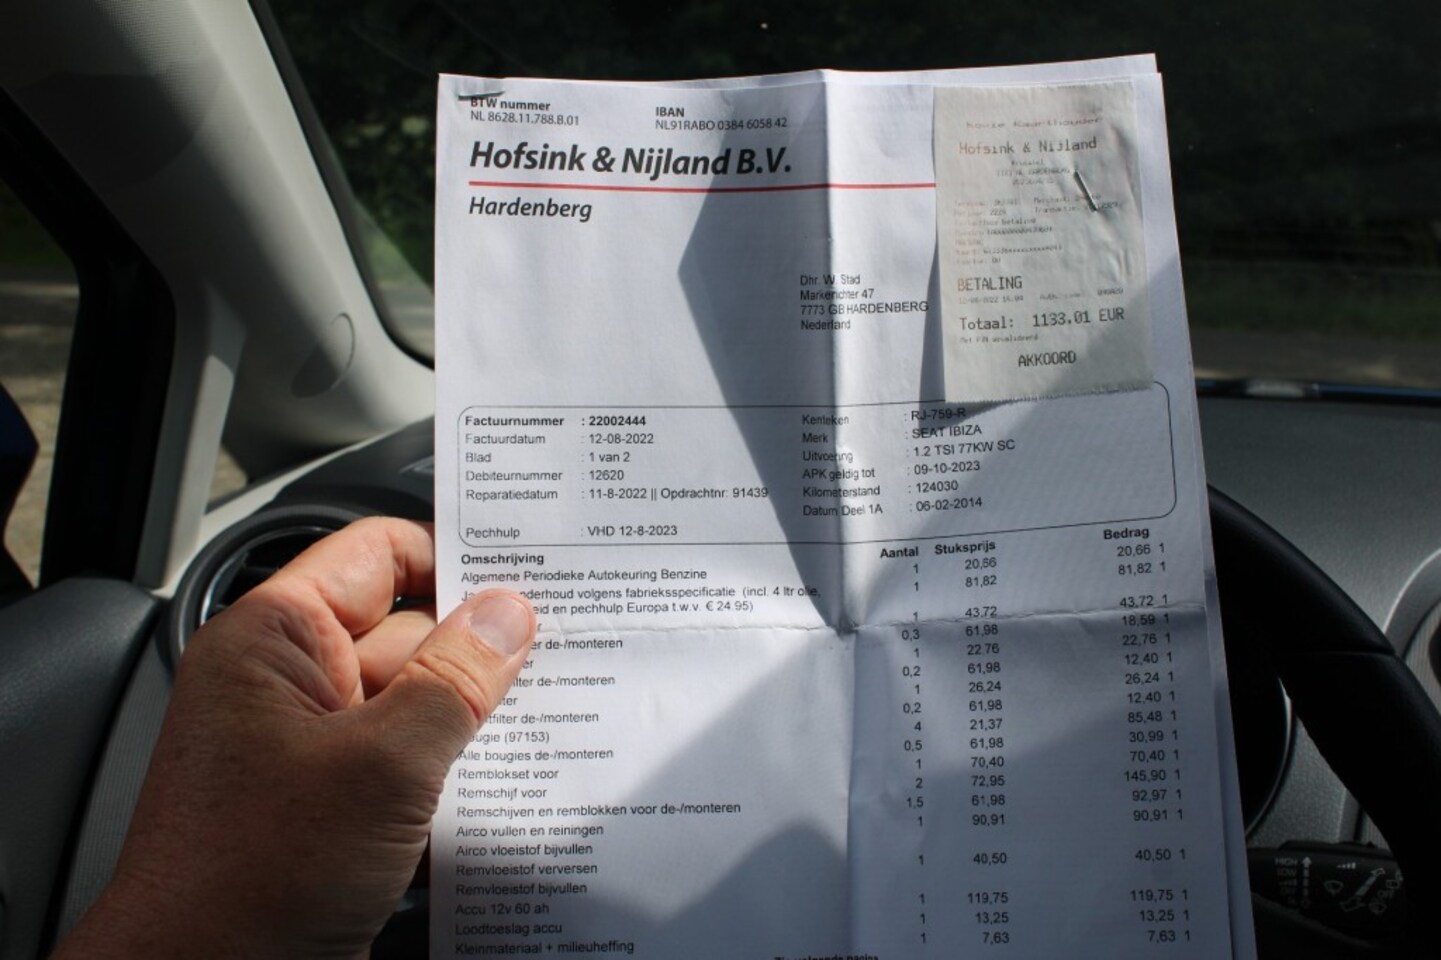 BTW nummer
NL 8628.11.788.B.01
IBAN
NL91RABO 0384 6058 42
Hofsink & Nijland B.V.
Hardenberg
Hofsink & Nijland
BETALING
Totaal: 1133.01 EUR
AKKOORD
Dhr. W. Stad
Markerichter 47
7773 GB HARDENBERG
Nederland
Factuurnummer : 22002444
Factuurdatum : 12-08-2022
Blad : 1 van 2
Debiteurnummer : 12620
Reparatiedatum : 11-8-2022 || Opdrachtnr: 91439
Pechhulp : VHD 12-8-2023
Kenteken : RJ-759-R
Merk : SEAT IBIZA
Uitvoering : 1.2 TSI 77KW SC
APK geldig tot : 09-10-2023
Kilometerstand : 124030
Datum Deel 1A : 06-02-2014
Omschrijving Aantal Stuksprijs Bedrag
Algemene Periodieke Autokeuring Benzine 1 20,66 20,66 1
onderhoud volgens fabrieksspecificatie (incl. 4 ltr olie, 1 81,82 81,82 1
en pechhulp Europa t.w.v. € 24.95)
1 43,72 43,72 1
de-/monteren 0,3 61,98 18,59 1
1 22,76 22,76 1
de-/monteren 0,2 61,98 12,40 1
1 26,24 26,24 1
de-/monteren 0,2 61,98 12,40 1
(97153) 4 21,37 85,48 1
Alle bougies de-/monteren 0,5 61,98 30,99 1
Remblokset voor 1 70,40 70,40 1
Remschijf voor 2 72,95 145,90 1
Remschijven en remblokken voor de-/monteren 1,5 61,98 92,97 1
Airco vullen en reiningen 1 90,91 90,91 1
Airco vloeistof bijvullen
Remvloeistof verversen 1 40,50 40,50 1
Remvloeistof bijvullen
Accu 12v 60 ah 1 119,75 119,75 1
Loodtoeslag accu 1 13,25 13,25 1
Kleinmateriaal + milieuheffing 1 7,63 7,63 1
HIGH
LOW